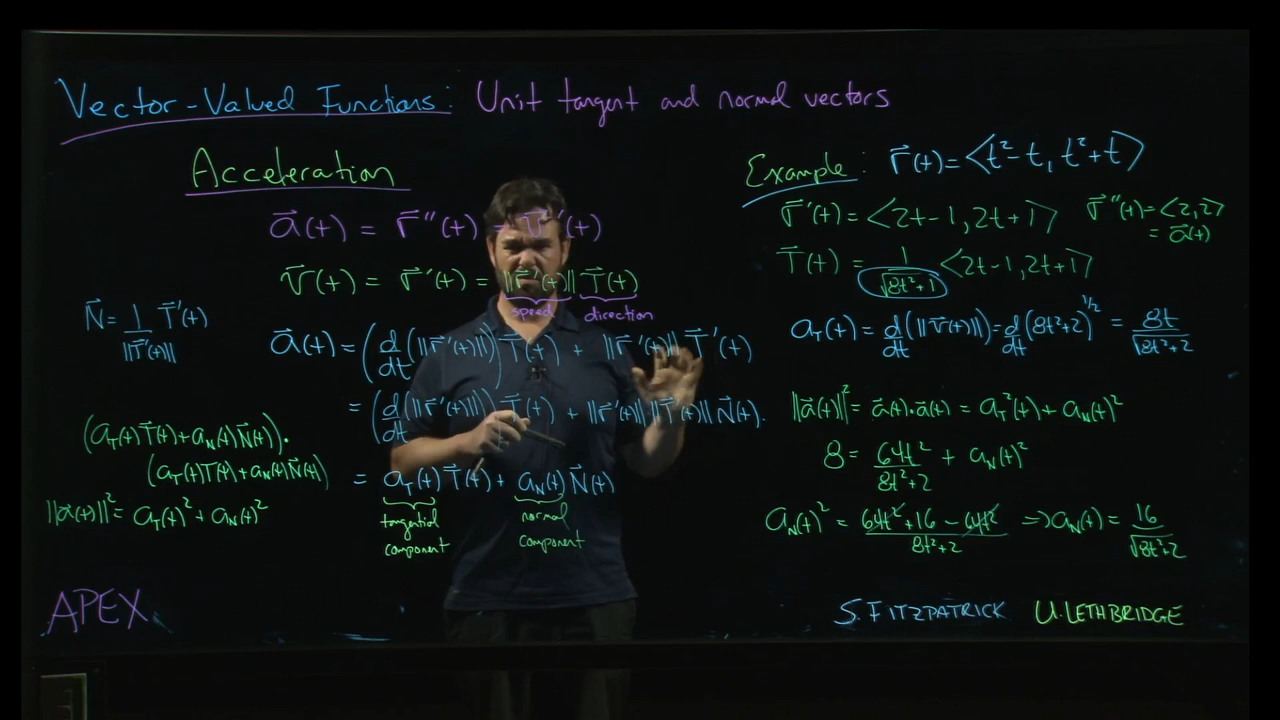 Vector-Valued Functions: Unit tangent and normal vectors
Acceleration
a⃗(t) = r⃗''(t) = v⃗'(t)
v⃗(t) = r⃗'(t) = ||r⃗'(t)|| T⃗(t)
speed direction
N⃗ = 1/||T⃗'(t)|| T⃗'(t)
a⃗(t) = (d/dt(||r⃗'(t)||)) T⃗(t) + ||r⃗'(t)|| T⃗'(t)
= (d/dt(||r⃗'(t)||)) T⃗(t) + ||r⃗'(t)|| ||T⃗'(t)|| N⃗(t).
= a_T(t) T⃗(t) + a_N(t) N⃗(t)
tangential component
normal component
(a_T(t)T⃗(t)+a_N(t)N⃗(t))·
(a_T(t)T⃗(t)+a_N(t)N⃗(t))
||a⃗(t)||² = a_T(t)² + a_N(t)²
APEX
Example: r⃗(t) = ⟨t²-t, t²+t⟩
r⃗'(t) = ⟨2t-1, 2t+1⟩ r⃗''(t) = ⟨2,2⟩
= a⃗(t)
T⃗(t) = 1/√(8t²+1) ⟨2t-1, 2t+1⟩
a_T(t) = d/dt(||v⃗(t)||) = d/dt(8t²+2)^(1/2) = 8t/√(8t²+2)
||a⃗(t)||² = a⃗(t)·a⃗(t) = a_T²(t) + a_N(t)²
8 = 64t²/(8t²+2) + a_N(t)²
a_N(t)² = (64t²+16-64t²)/(8t²+2) ⟹ a_N(t) = 16/√(8t²+2)
S. FITZPATRICK U. LETHBRIDGE